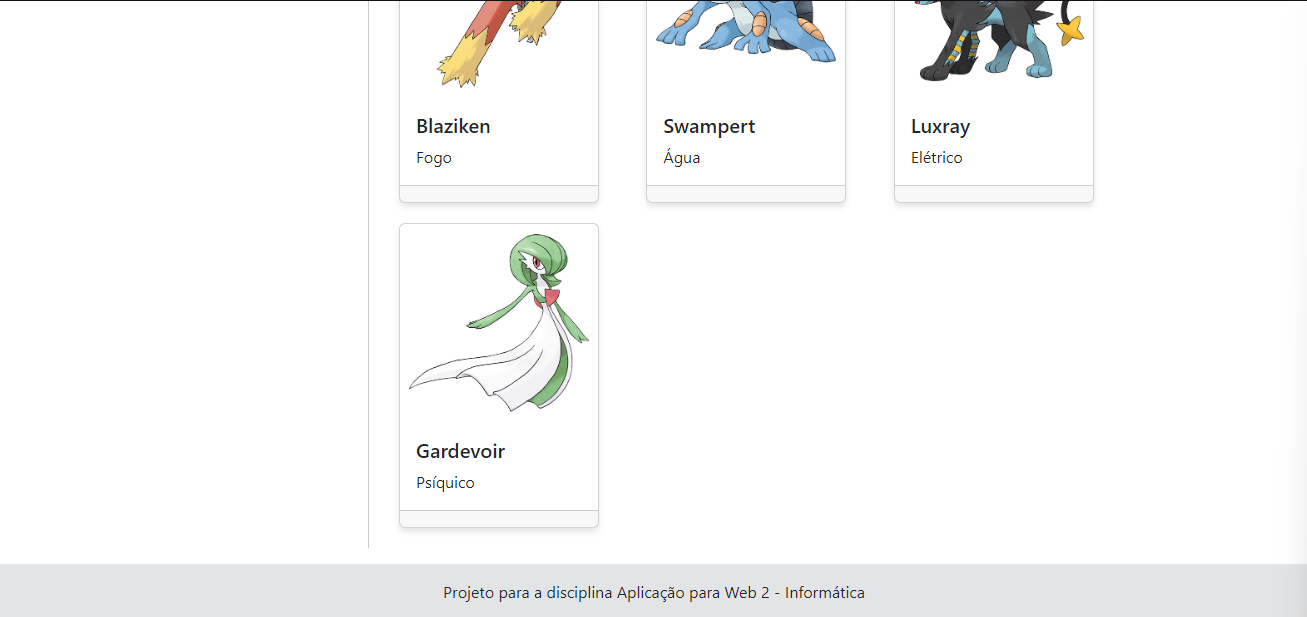 Blaziken
Fogo
Swampert
Água
Luxray
Elétrico
Gardevoir
Psíquico
Projeto para a disciplina Aplicação para Web 2 - Informática